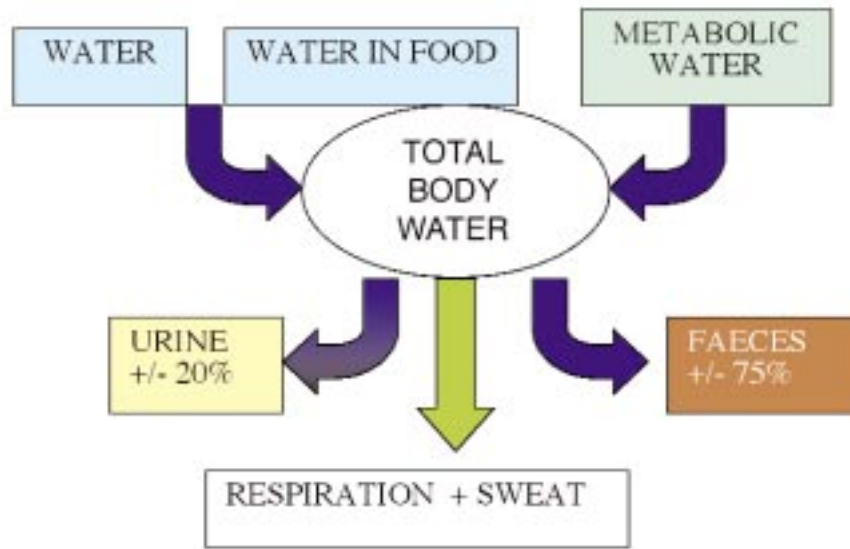 WATER
WATER IN FOOD
METABOLIC
WATER
TOTAL
BODY
WATER
URINE
+/- 20%
FAECES
+/- 75%
RESPIRATION + SWEAT